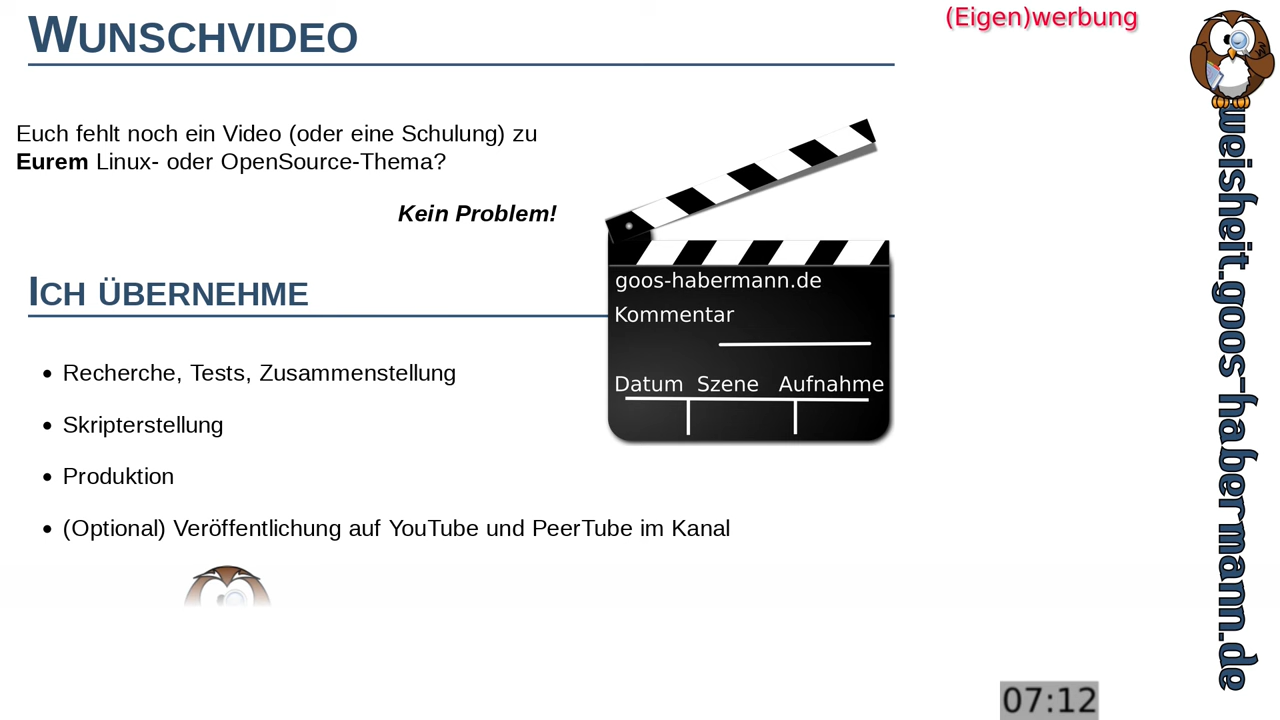 Wunschvideo
(Eigen)werbung
Euch fehlt noch ein Video (oder eine Schulung) zu
Eurem Linux- oder OpenSource-Thema?
Kein Problem!
Ich übernehme
goos-habermann.de
Kommentar
Datum Szene Aufnahme
Recherche, Tests, Zusammenstellung
Skripterstellung
Produktion
(Optional) Veröffentlichung auf YouTube und PeerTube im Kanal
weisheit.goos-habermann.de
07:12